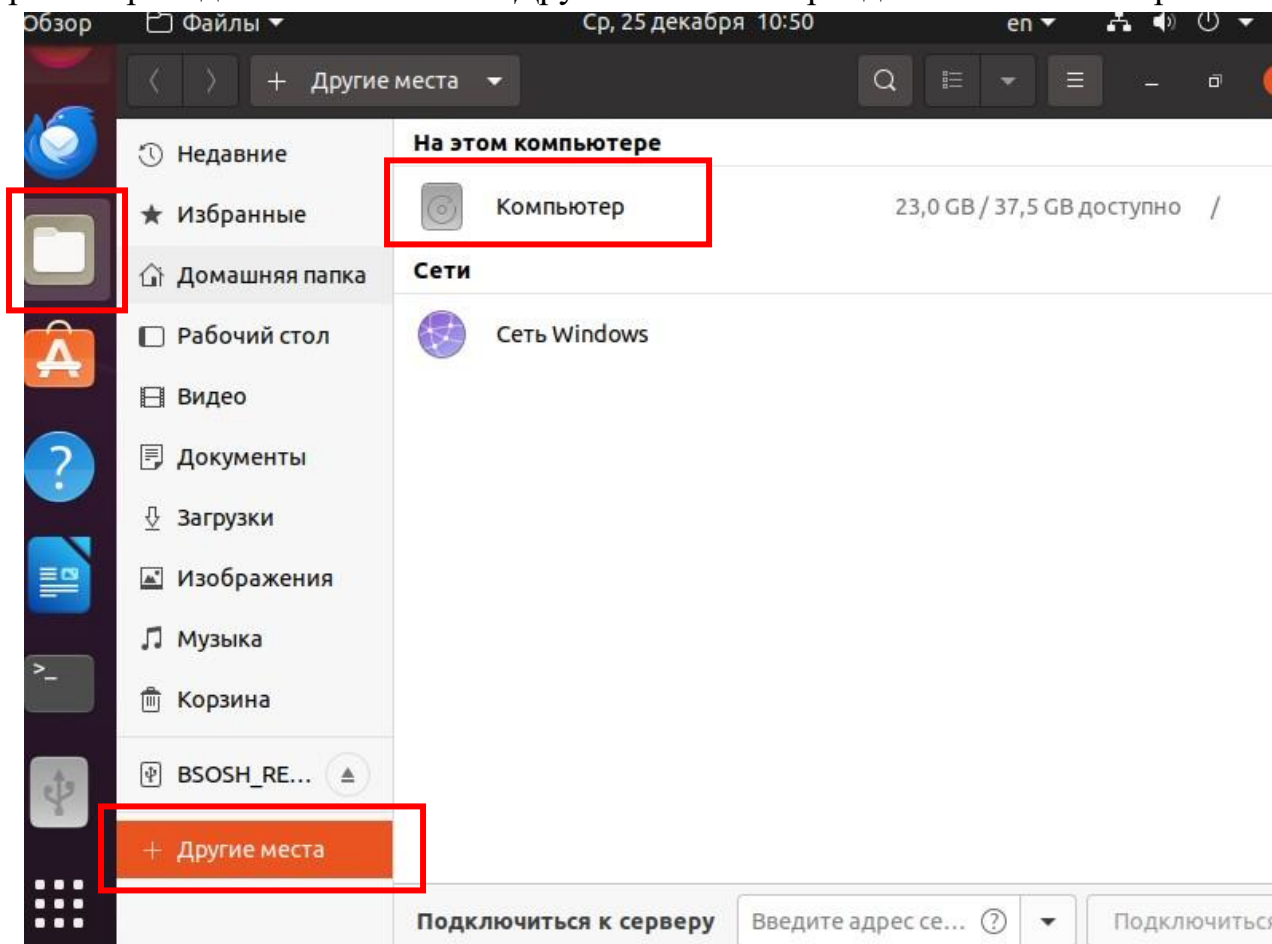 Обзор Файлы Ср, 25 декабря 10:50 en
+ Другие места
Недавние
Избранные
Домашняя папка
Рабочий стол
Видео
Документы
Загрузки
Изображения
Музыка
Корзина
BSOSH_RE...
+ Другие места
На этом компьютере
Компьютер 23,0 GB / 37,5 GB доступно /
Сети
Сеть Windows
Подключиться к серверу Введите адрес се... Подключиться